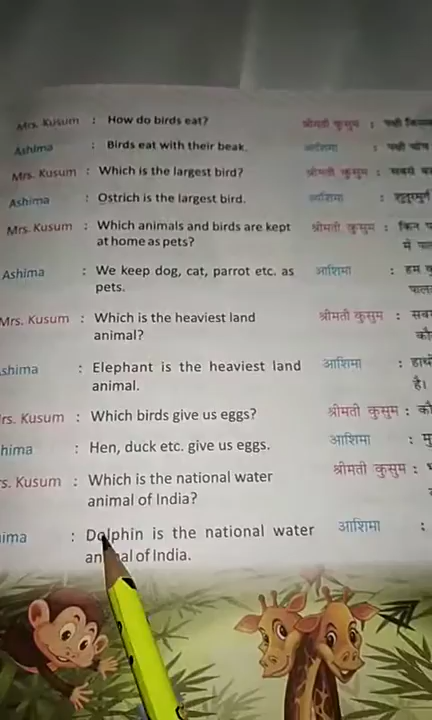 Mrs. Kusum : How do birds eat? श्रीमती कुसुम : पक्षी
Ashima : Birds eat with their beak. आशिमा : पक्षी चोंच
Mrs. Kusum : Which is the largest bird? श्रीमती कुसुम : सबसे
Ashima : Ostrich is the largest bird. आशिमा : शुतुरमुर्ग
Mrs. Kusum : Which animals and birds are kept श्रीमती कुसुम : किन
at home as pets? में
Ashima : We keep dog, cat, parrot etc. as आशिमा : हम
pets.
Mrs. Kusum : Which is the heaviest land श्रीमती कुसुम :
animal?
shima : Elephant is the heaviest land आशिमा :
animal. है।
rs. Kusum : Which birds give us eggs? श्रीमती कुसुम :
hima : Hen, duck etc. give us eggs. आशिमा :
s. Kusum : Which is the national water श्रीमती कुसुम :
animal of India?
ima : Dolphin is the national water आशिमा :
animal of India.